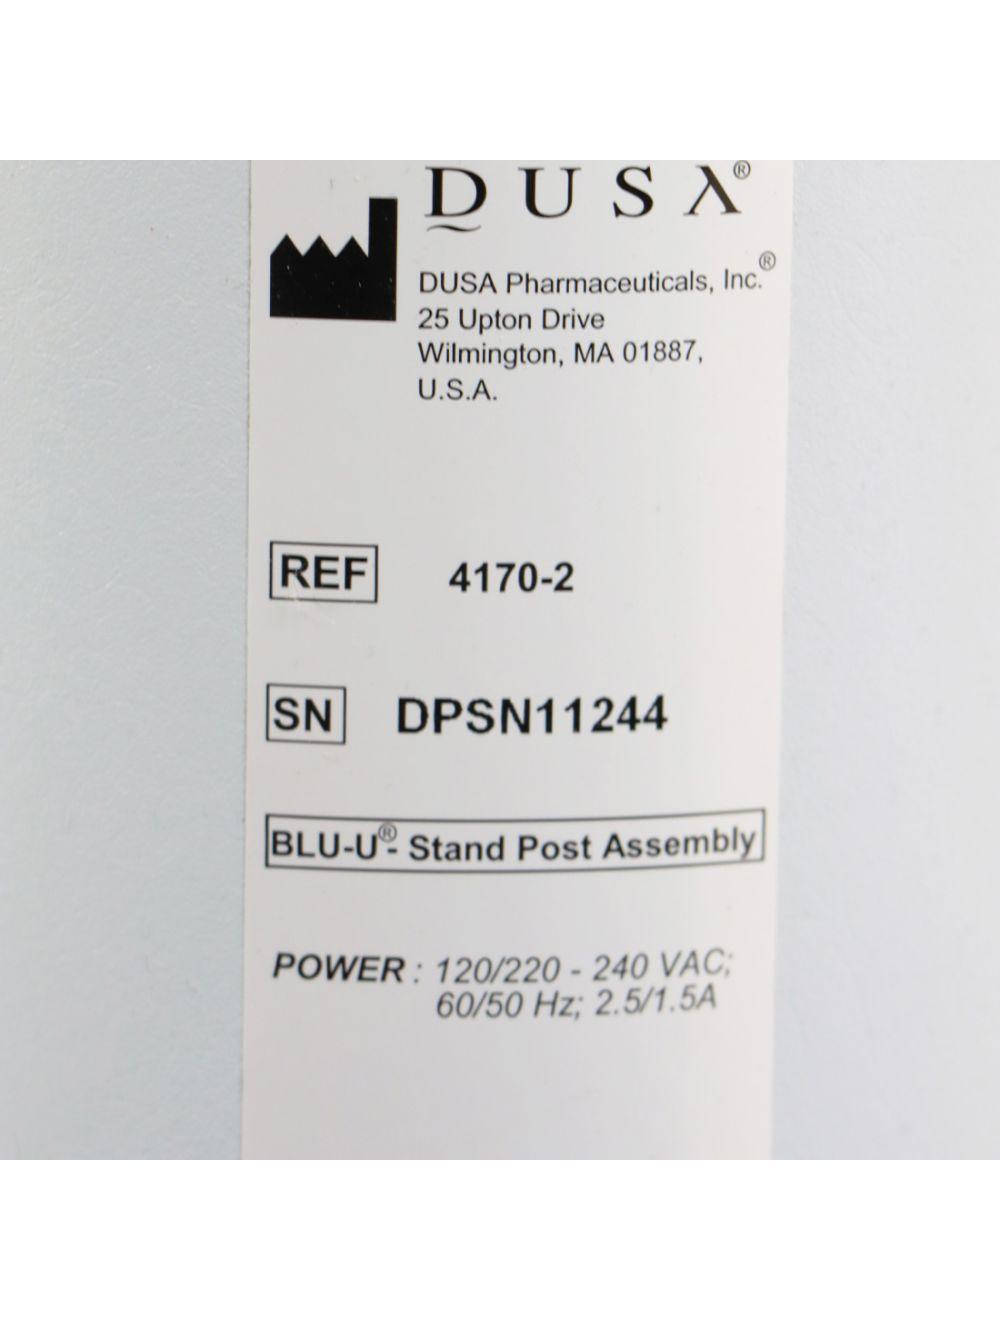 DUSA®
DUSA Pharmaceuticals, Inc.®
25 Upton Drive
Wilmington, MA 01887,
U.S.A.
REF 4170-2
SN DPSN11244
BLU-U®- Stand Post Assembly
POWER : 120/220 - 240 VAC;
60/50 Hz; 2.5/1.5A